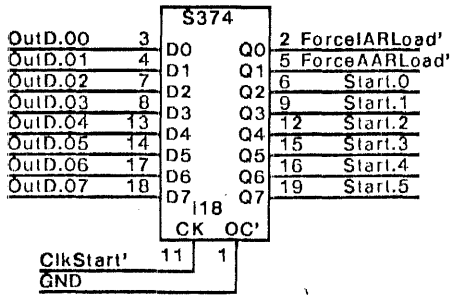 S374
OutD.00 3 D0 Q0 2 ForceIARLoad'
OutD.01 4 D1 Q1 5 ForceAARLoad'
OutD.02 7 D2 Q2 6 Start.0
OutD.03 8 D3 Q3 9 Start.1
OutD.04 13 D4 Q4 12 Start.2
OutD.05 14 D5 Q5 15 Start.3
OutD.06 17 D6 Q6 16 Start.4
OutD.07 18 D7 Q7 19 Start.5
i18
CK OC'
ClkStart' 11 1
GND